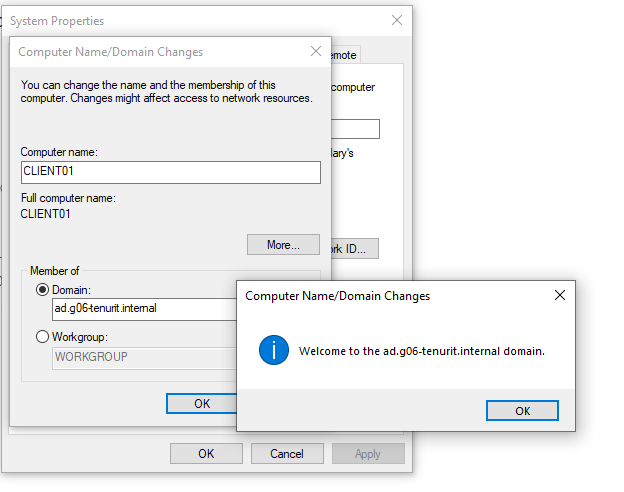 System Properties
Computer Name/Domain Changes
emote
You can change the name and the membership of this
computer. Changes might affect access to network resources.
computer
Computer name:
CLIENT01
Full computer name:
CLIENT01
More...
ID...
Member of
Domain:
ad.g06-tenurit.internal
Workgroup:
WORKGROUP
OK
Computer Name/Domain Changes
Welcome to the ad.g06-tenurit.internal domain.
OK
OK
Cancel
Apply